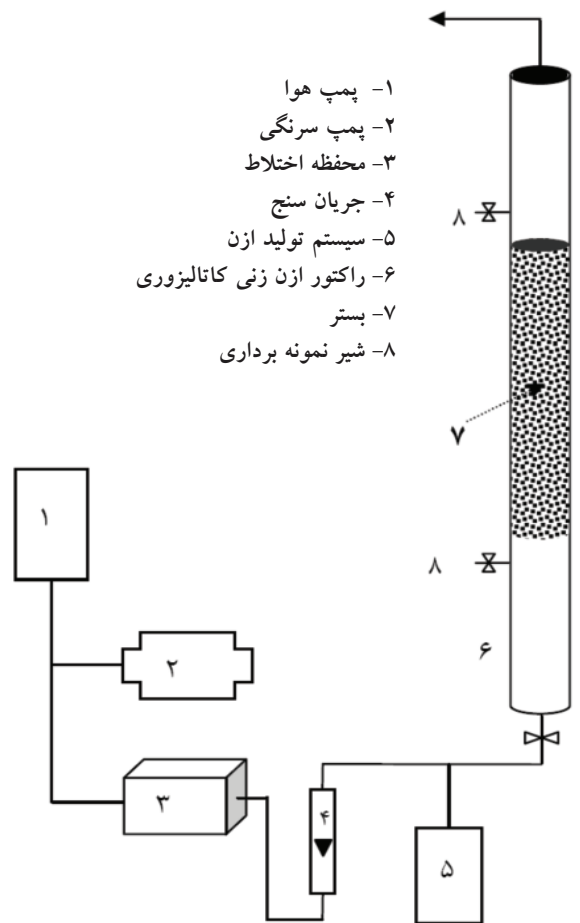 ۱- پمپ هوا
۲- پمپ سرنگی
۳- محفظه اختلاط
۴- جریان سنج
۵- سیستم تولید ازن
۶- راکتور ازن زنی کاتالیزوری
۷- بستر
۸- شیر نمونه برداری
۸
۷
۱
۸
۶
۲
۳
۴
۵